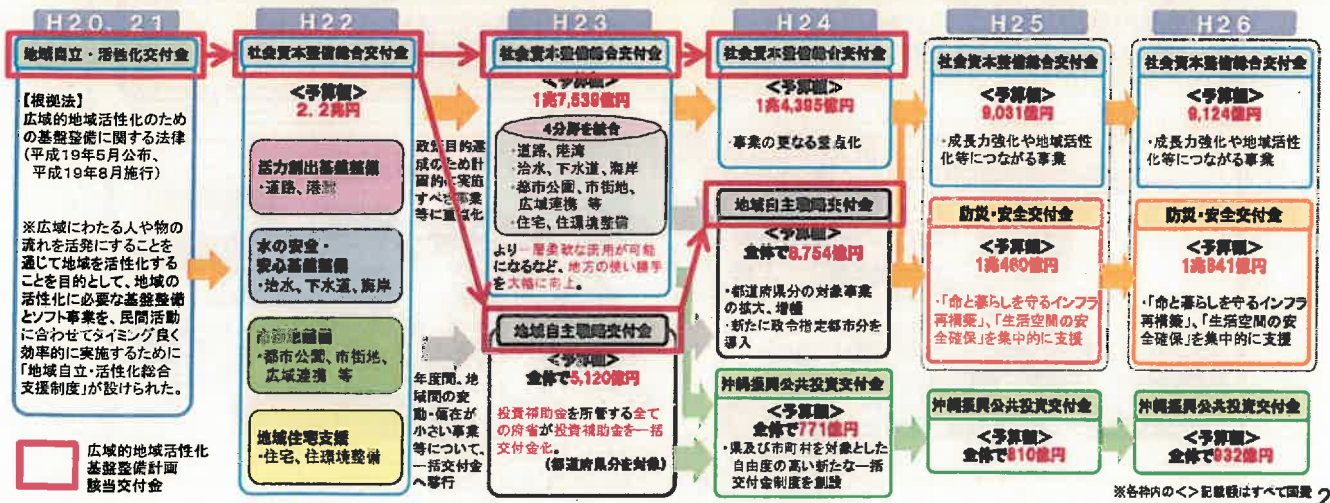 H20、21
地域自立・活性化交付金
【根拠法】
広域的地域活性化のため
の基盤整備に関する法律
(平成19年5月公布、
平成19年8月施行)
※広域にわたる人や物の
流れを活発にすることを
通じて地域を活性化する
ことを目的として、地域の
活性化に必要な基盤整備
とソフト事業を、民間活動
に合わせてタイミング良く
効率的に実施するために
「地域自立・活性化総合
支援制度」が設けられた。
広域的地域活性化
基盤整備計画
該当交付金
H22
社会資本整備総合交付金
<予算額>
2.2兆円
活力創出基盤整備
・道路、港湾
水の安全・
安心基盤整備
・治水、下水道、海岸
市街地整備
・都市公園、市街地、
広域連携 等
地域住宅支援
・住宅、住環境整備
政策目的達
成のため計
画的に実施
すべき事業
等に重点化
年度間、地
域間の変
動・偏在が
小さい事業
等について、
一括交付金
へ移行
H23
社会資本整備総合交付金
<予算額>
1兆7,539億円
4分野を統合
・道路、港湾
・治水、下水道、海岸
・都市公園、市街地、
広域連携 等
・住宅、住環境整備
より一層柔軟な活用が可能
になるなど、地方の使い勝手
を大幅に向上。
地域自主戦略交付金
<予算額>
全体で5,120億円
投資補助金を所管する全て
の府省が投資補助金を一括
交付金化。
(都道府県分を対象)
H24
社会資本整備総合交付金
<予算額>
1兆4,395億円
・事業の更なる重点化
地域自主戦略交付金
<予算額>
全体で6,754億円
・都道府県分の対象事業
の拡大、増額
・新たに政令指定都市分を
導入
沖縄振興公共投資交付金
<予算額>
全体で771億円
・県及び市町村を対象とした
自由度の高い新たな一括
交付金制度を創設
H25
社会資本整備総合交付金
<予算額>
9,031億円
・成長力強化や地域活性
化等につながる事業
防災・安全交付金
<予算額>
1兆460億円
・「命と暮らしを守るインフラ
再構築」、「生活空間の安
全確保」を集中的に支援
沖縄振興公共投資交付金
<予算額>
全体で810億円
H26
社会資本整備総合交付金
<予算額>
9,124億円
・成長力強化や地域活性
化等につながる事業
防災・安全交付金
<予算額>
1兆841億円
・「命と暮らしを守るインフラ
再構築」、「生活空間の安
全確保」を集中的に支援
沖縄振興公共投資交付金
<予算額>
全体で932億円
※各枠内の<>記載額はすべて国費
2